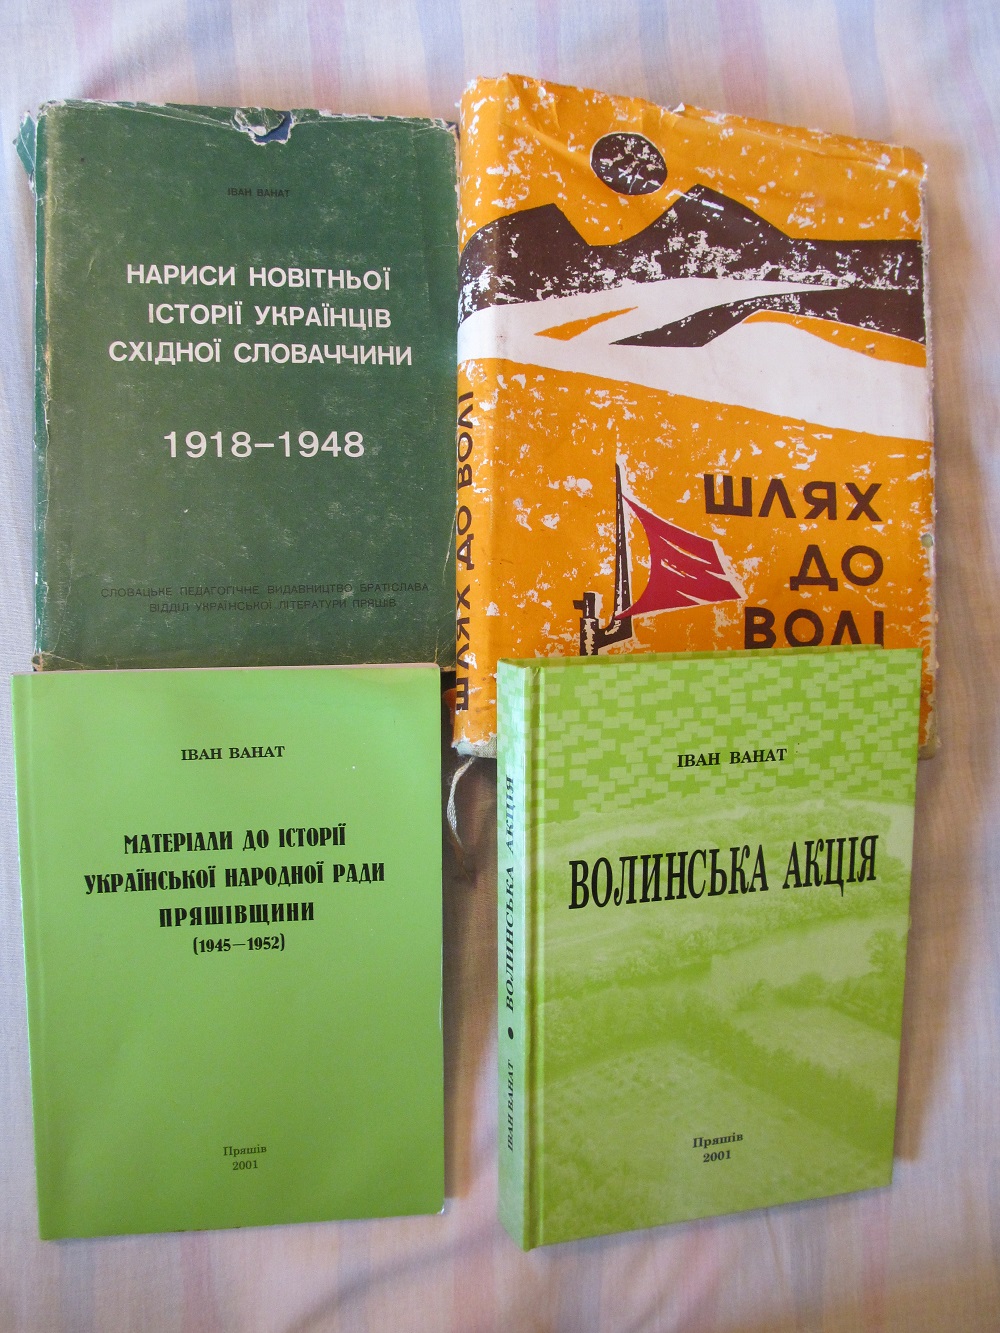 ІВАН ВАНАТ
НАРИСИ НОВІТНЬОЇ
ІСТОРІЇ УКРАЇНЦІВ
СХІДНОЇ СЛОВАЧЧИНИ
1918–1948
СЛОВАЦЬКЕ ПЕДАГОГІЧНЕ ВИДАВНИЦТВО БРАТІСЛАВА
ВІДДІЛ УКРАЇНСЬКОЇ ЛІТЕРАТУРИ ПРЯШІВ
ШЛЯХ ДО ВОЛІ
ШЛЯХ
ДО
ВОЛІ
ІВАН ВАНАТ
МАТЕРІАЛИ ДО ІСТОРІЇ
УКРАЇНСЬКОЇ НАРОДНОЇ РАДИ
ПРЯШІВЩИНИ
(1945—1952)
Пряшів
2001
ІВАН ВАНАТ • ВОЛИНСЬКА АКЦІЯ
ІВАН ВАНАТ
ВОЛИНСЬКА АКЦІЯ
Пряшів
2001